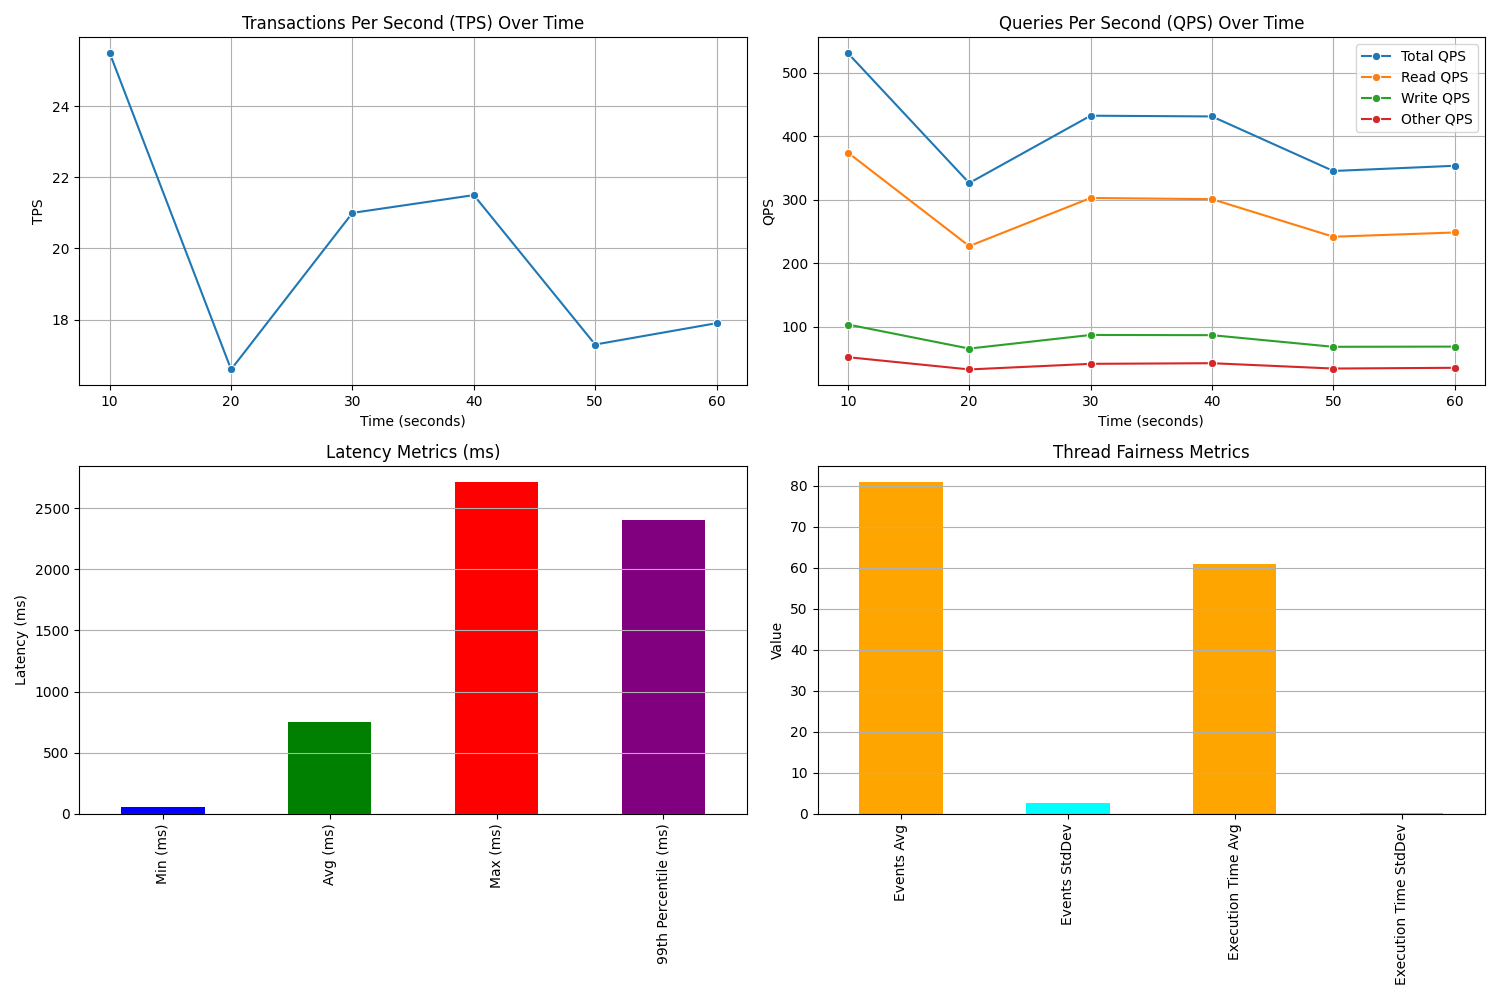 Transactions Per Second (TPS) Over Time
TPS
24
22
20
18
10 20 30 40 50 60
Time (seconds)
Queries Per Second (QPS) Over Time
QPS
500
400
300
200
100
Total QPS
Read QPS
Write QPS
Other QPS
10 20 30 40 50 60
Time (seconds)
Latency Metrics (ms)
Latency (ms)
2500
2000
1500
1000
500
0
Min (ms)
Avg (ms)
Max (ms)
99th Percentile (ms)
Thread Fairness Metrics
Value
80
70
60
50
40
30
20
10
0
Events Avg
Events StdDev
Execution Time Avg
Execution Time StdDev